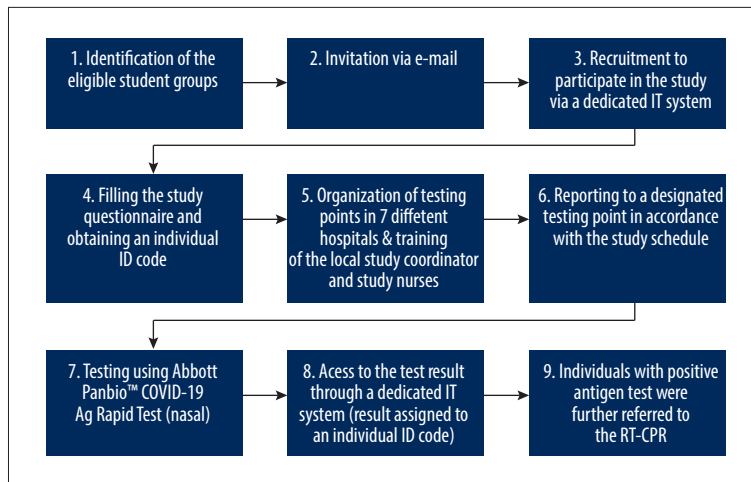 1. Identification of the
eligible student groups
2. Invitation via e-mail
3. Recruitment to
participate in the study
via a dedicated IT system
4. Filling the study
questionnaire and
obtaining an individual
ID code
5. Organization of testing
points in 7 diffetent
hospitals & training
of the local study coordinator
and study nurses
6. Reporting to a designated
testing point in accordance
with the study schedule
7. Testing using Abbott
Panbio™ COVID-19
Ag Rapid Test (nasal)
8. Acess to the test result
through a dedicated IT
system (result assigned to
an individual ID code)
9. Individuals with positive
antigen test were
further referred to
the RT-CPR